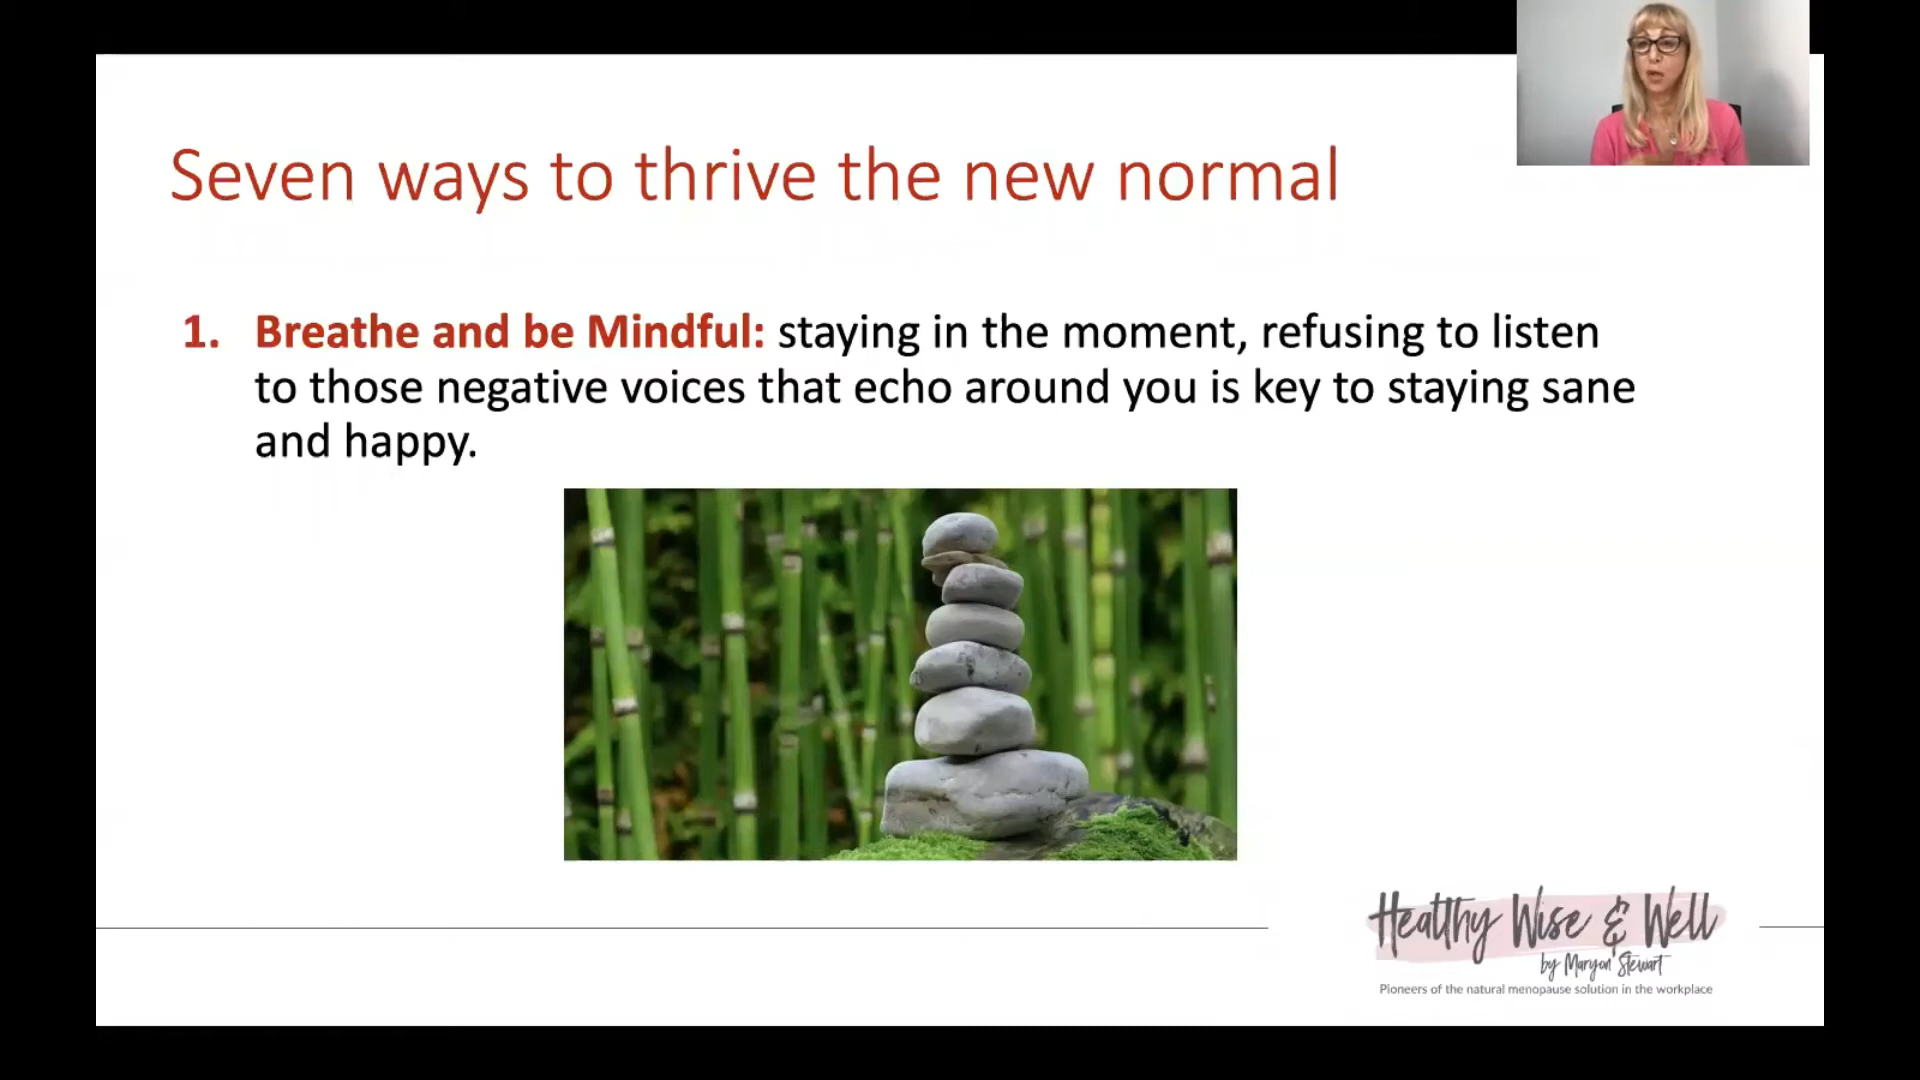 Seven ways to thrive the new normal
1. Breathe and be Mindful: staying in the moment, refusing to listen
to those negative voices that echo around you is key to staying sane
and happy.
Healthy Wise & Well
by Maryon Stewart
Pioneers of the natural menopause solution in the workplace